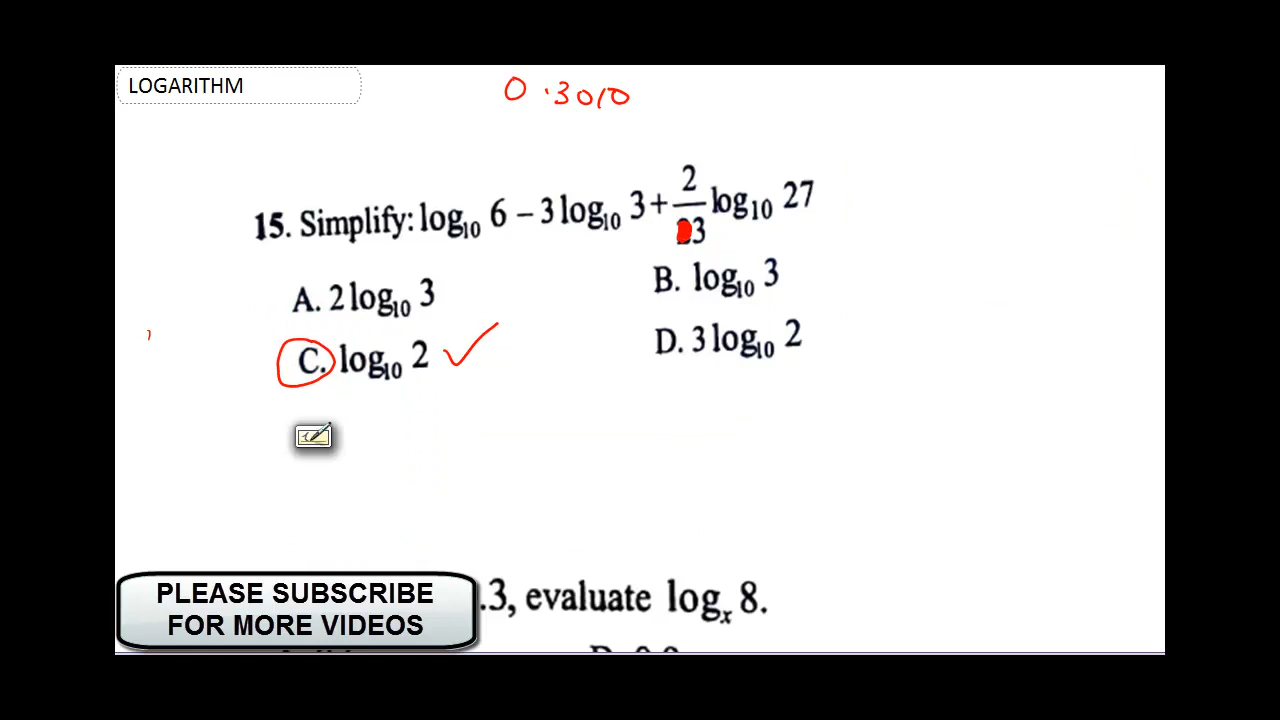 LOGARITHM
0.3010
15. Simplify: log₁₀ 6 − 3 log₁₀ 3 + 2/3 log₁₀ 27
A. 2 log₁₀ 3 B. log₁₀ 3
C. log₁₀ 2 ✓ D. 3 log₁₀ 2
.3, evaluate logₓ 8.
PLEASE SUBSCRIBE
FOR MORE VIDEOS